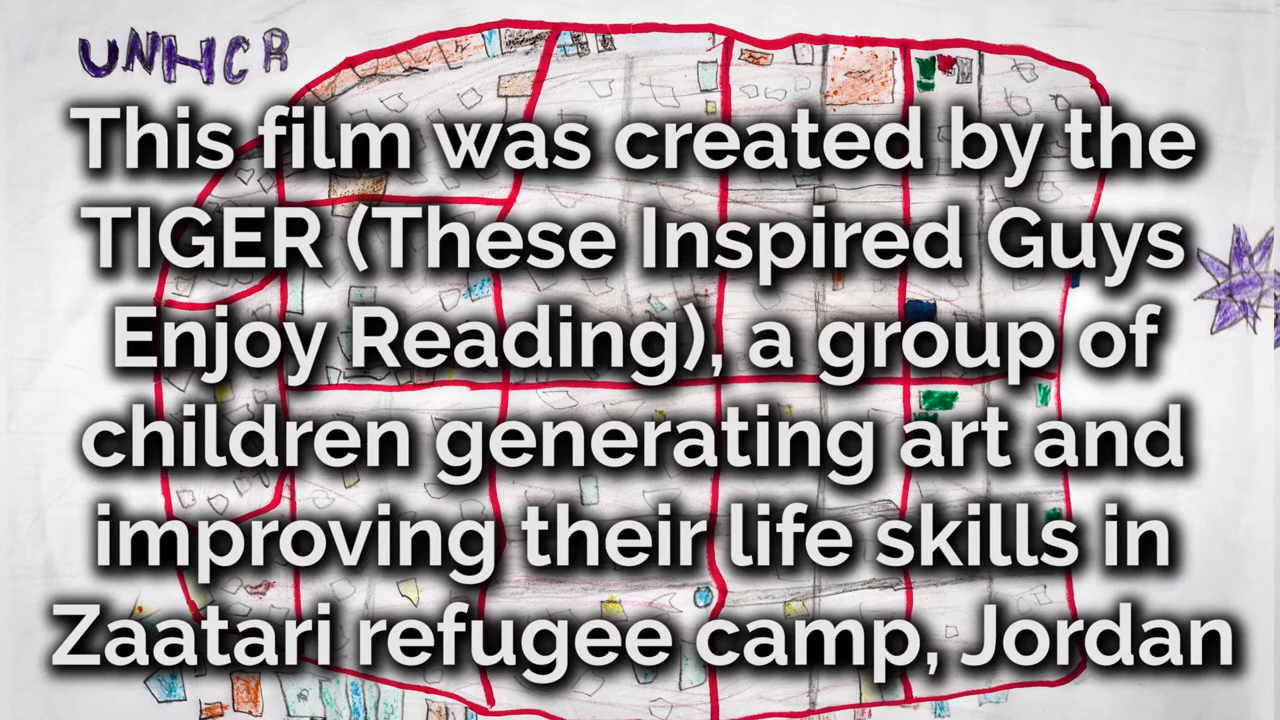 UNHCR
This film was created by the
TIGER (These Inspired Guys
Enjoy Reading), a group of
children generating art and
improving their life skills in
Zaatari refugee camp, Jordan